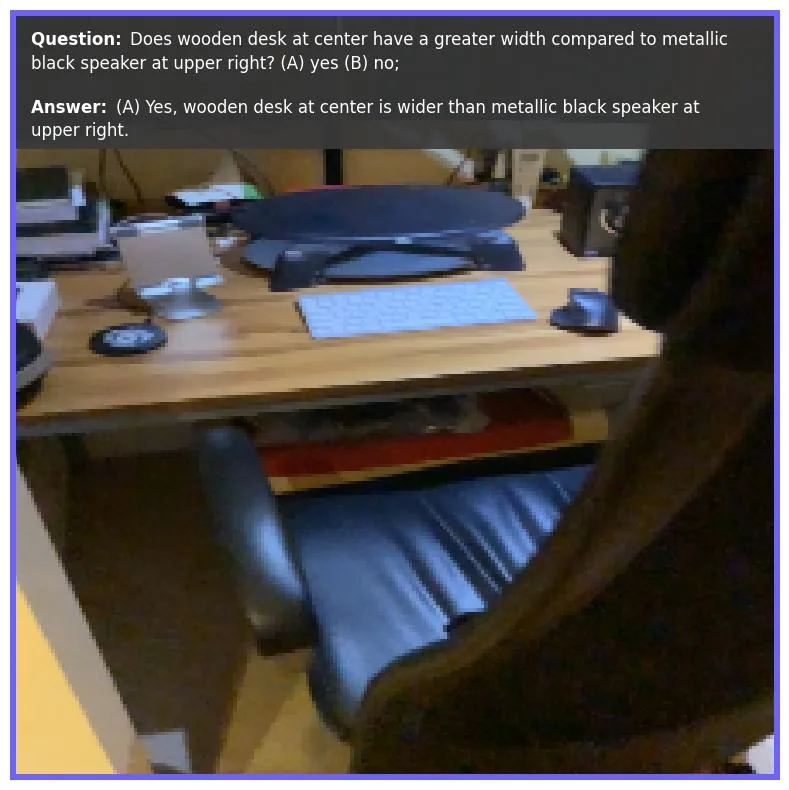 Question: Does wooden desk at center have a greater width compared to metallic
black speaker at upper right? (A) yes (B) no;
Answer: (A) Yes, wooden desk at center is wider than metallic black speaker at
upper right.